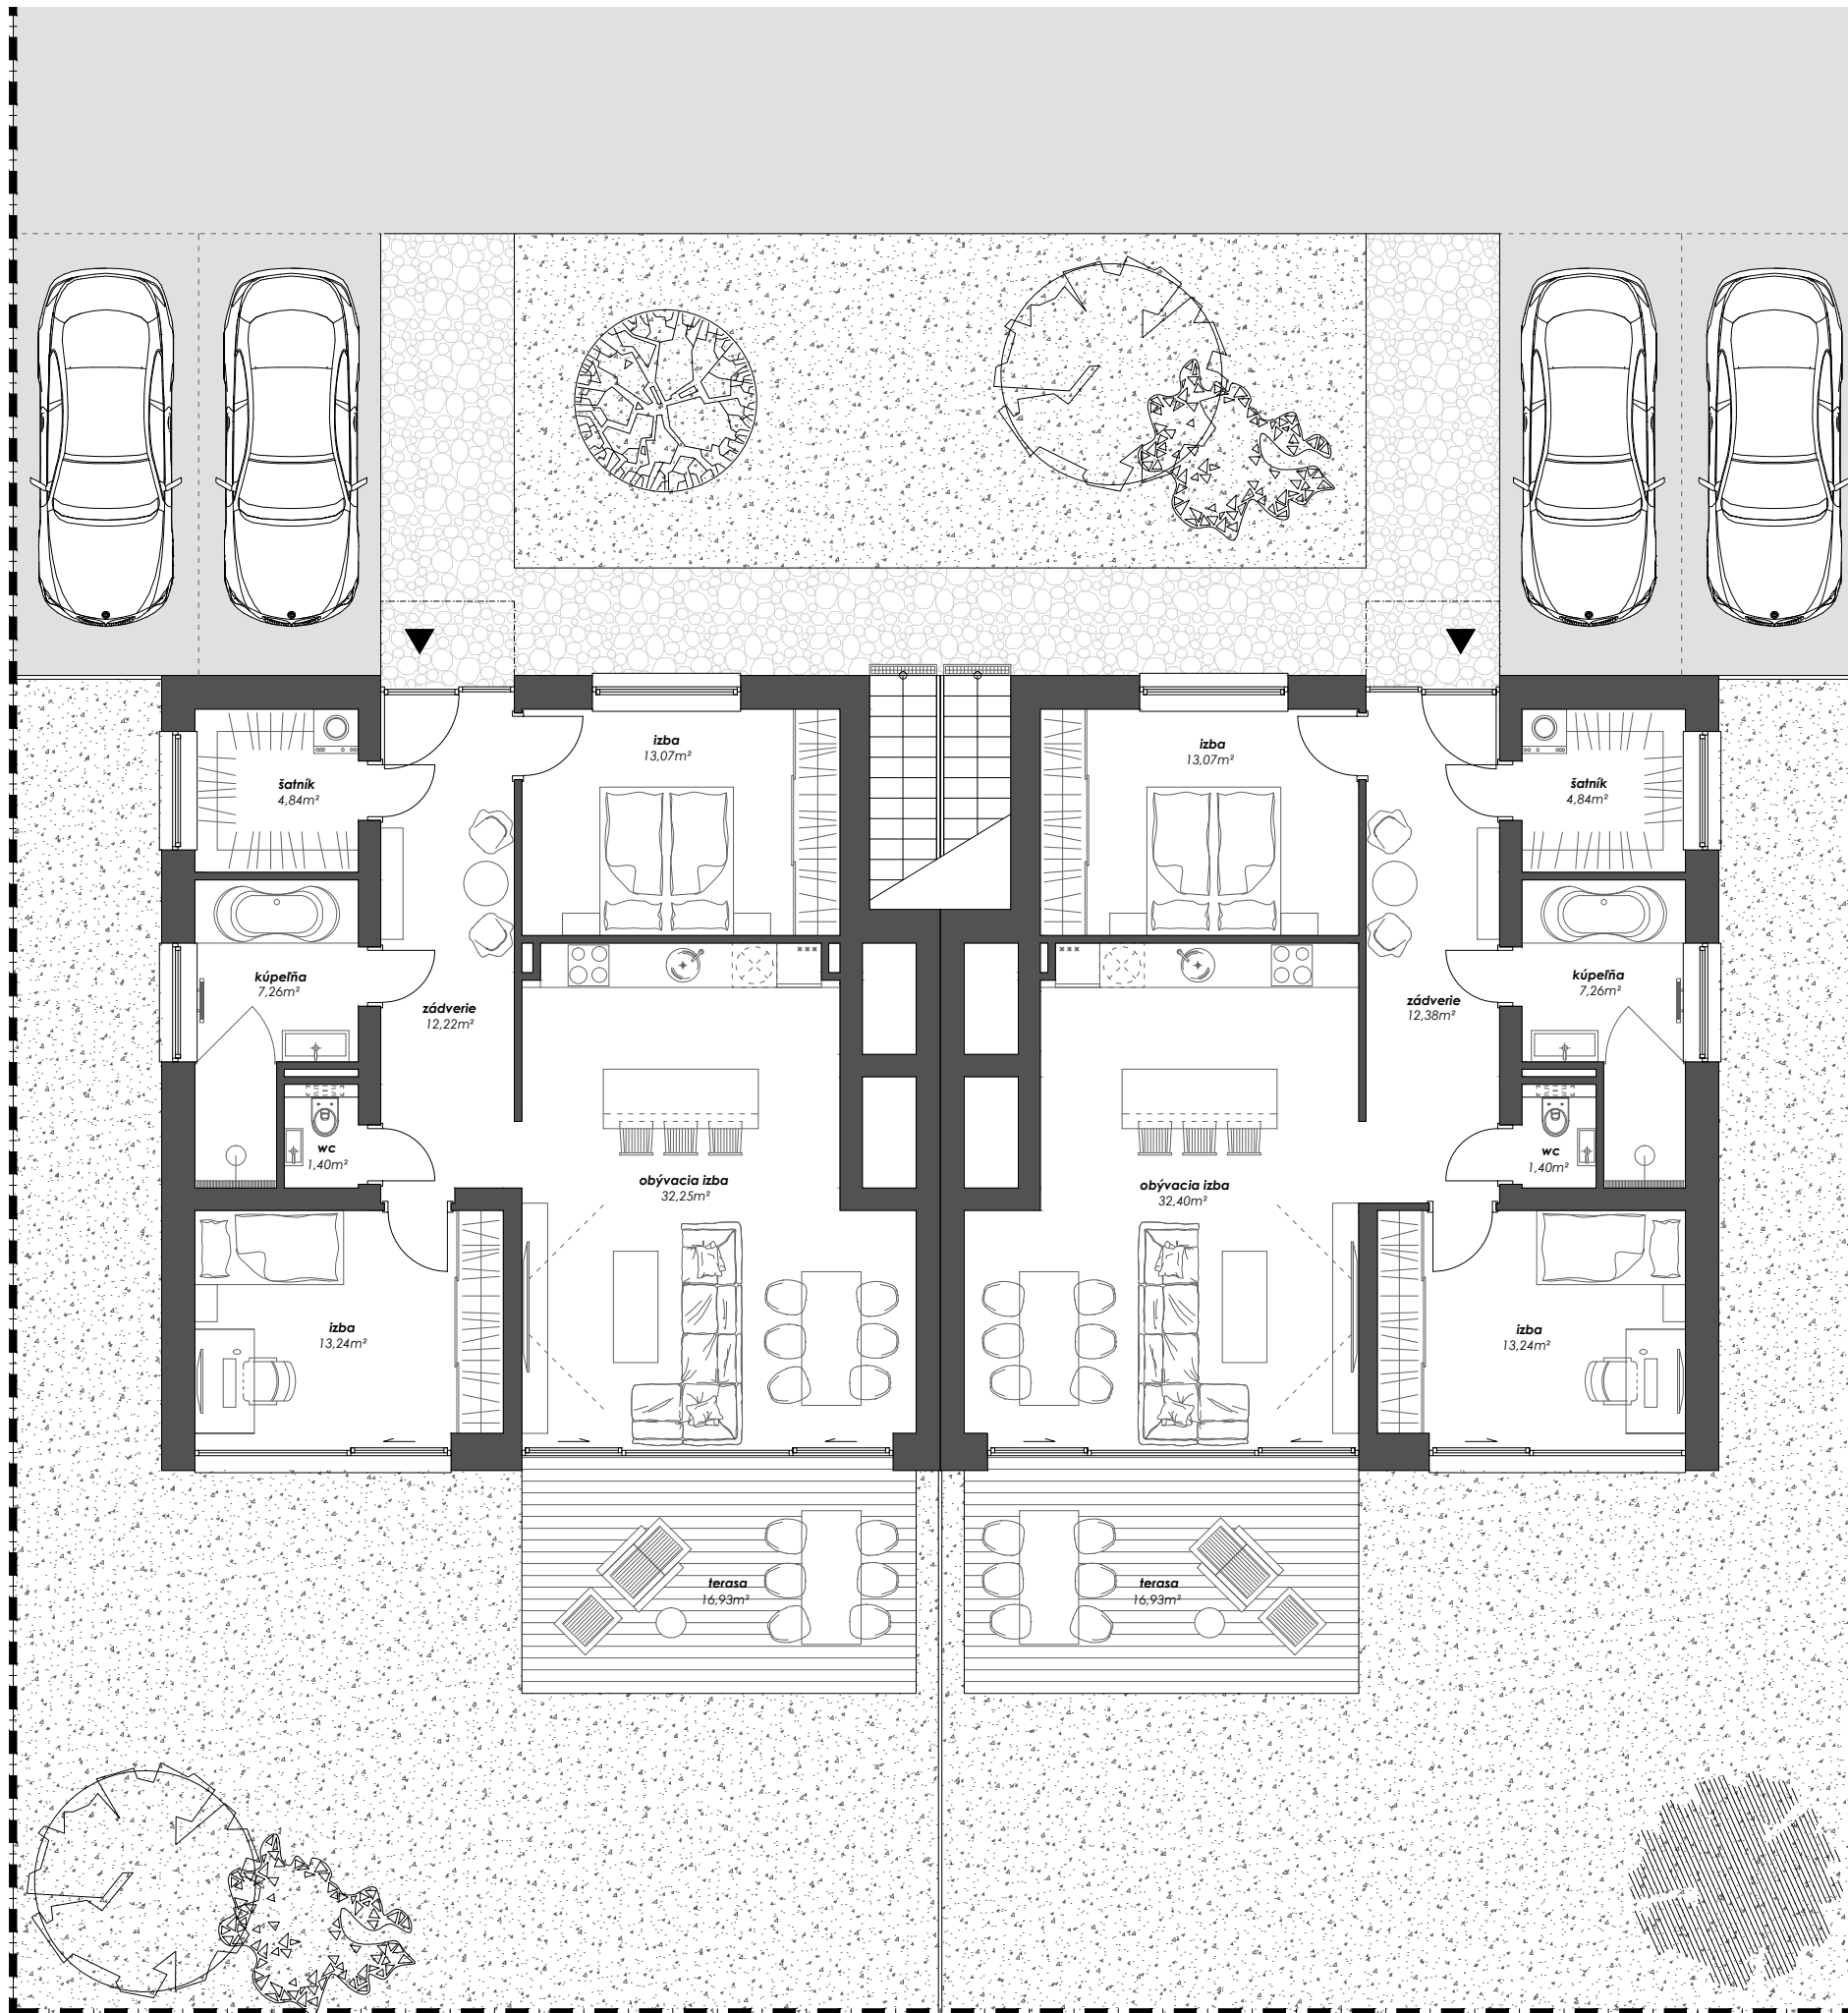 izba
13,07m²
izba
13,07m²
šatník
4,84m²
šatník
4,84m²
kúpeľňa
7,26m²
kúpeľňa
7,26m²
zádverie
12,22m²
zádverie
12,38m²
wc
1,40m²
wc
1,40m²
obývacia izba
32,25m²
obývacia izba
32,40m²
izba
13,24m²
izba
13,24m²
terasa
16,93m²
terasa
16,93m²